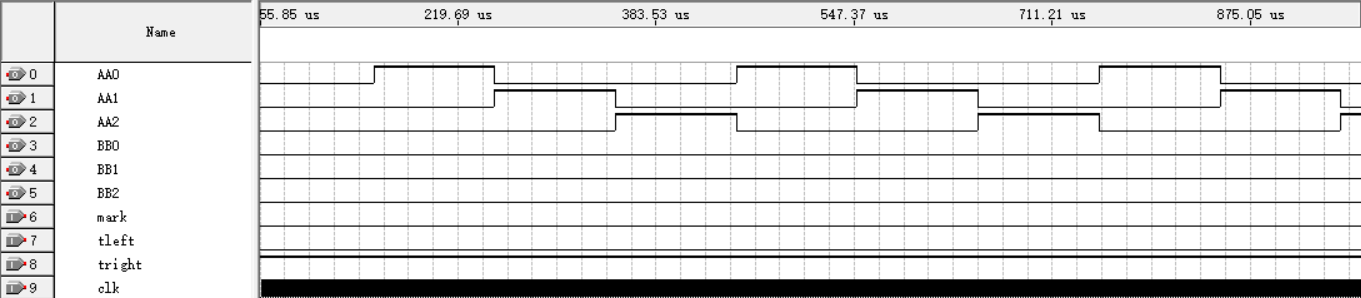 55.85 us 219.69 us 383.53 us 547.37 us 711.21 us 875.05 us
Name
0 AA0
1 AA1
2 AA2
3 BB0
4 BB1
5 BB2
6 mark
7 tleft
8 tright
9 clk